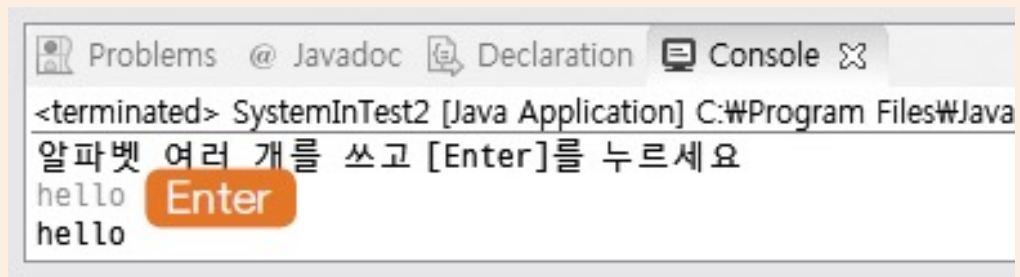 Problems @ Javadoc Declaration Console
<terminated> SystemInTest2 [Java Application] C:₩Program Files₩Java
알파벳 여러 개를 쓰고 [Enter]를 누르세요
hello Enter
hello